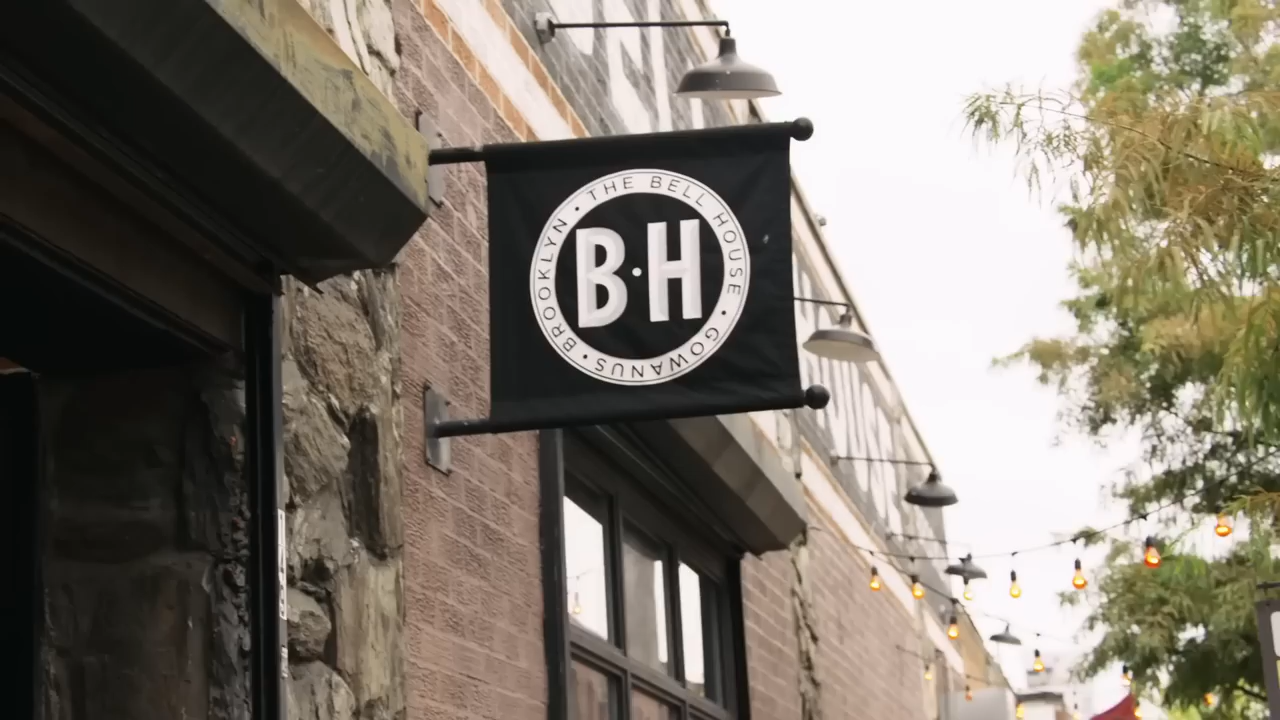 THE BELL HOUSE • GOWANUS • BROOKLYN •
B·H